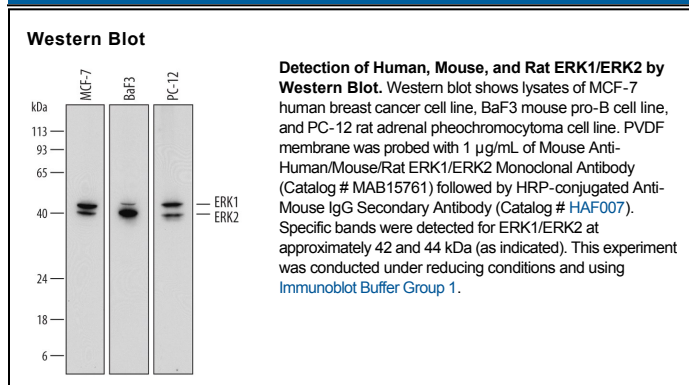 Western Blot
MCF-7
BaF3
PC-12
kDa
113
93
65
40
24
18
6
ERK1
ERK2
Detection of Human, Mouse, and Rat ERK1/ERK2 by
Western Blot. Western blot shows lysates of MCF-7
human breast cancer cell line, BaF3 mouse pro-B cell line,
and PC-12 rat adrenal pheochromocytoma cell line. PVDF
membrane was probed with 1 µg/mL of Mouse Anti-
Human/Mouse/Rat ERK1/ERK2 Monoclonal Antibody
(Catalog # MAB15761) followed by HRP-conjugated Anti-
Mouse IgG Secondary Antibody (Catalog # HAF007).
Specific bands were detected for ERK1/ERK2 at
approximately 42 and 44 kDa (as indicated). This experiment
was conducted under reducing conditions and using
Immunoblot Buffer Group 1.